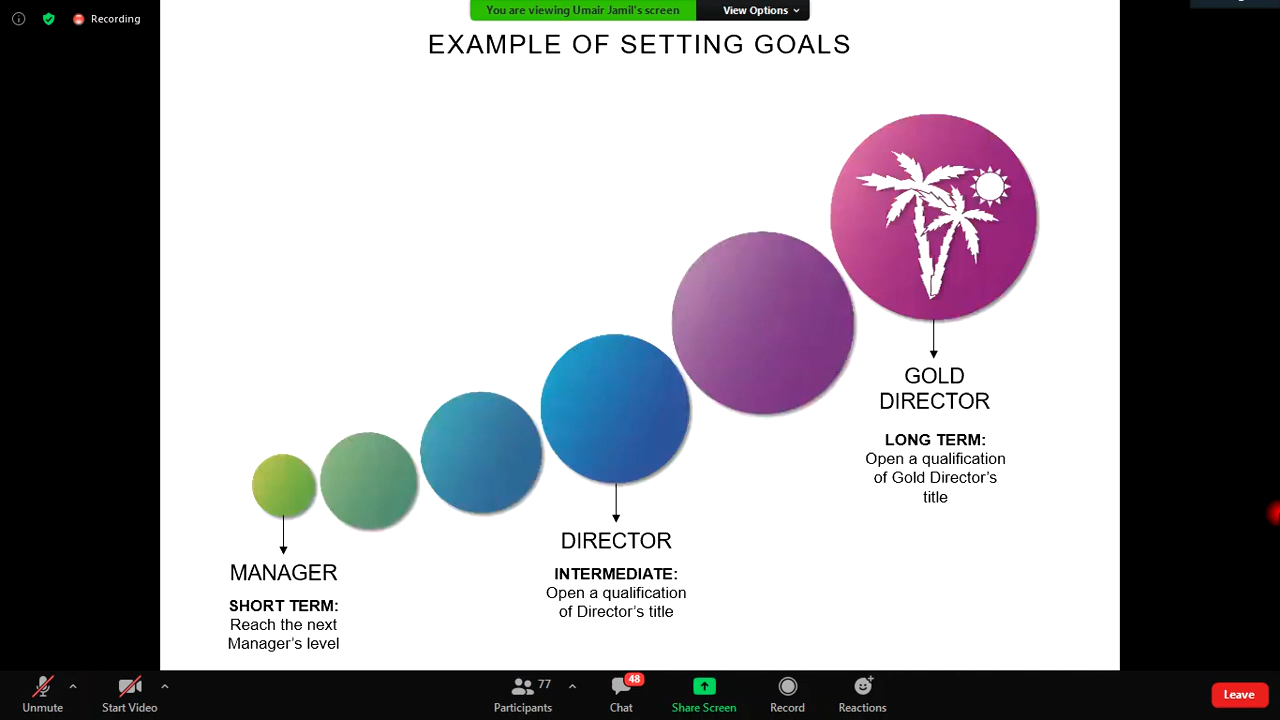 You are viewing Umair Jamil's screen
View Options
Recording
EXAMPLE OF SETTING GOALS
GOLD
DIRECTOR
LONG TERM:
Open a qualification
of Gold Director's
title
DIRECTOR
INTERMEDIATE:
Open a qualification
of Director's title
MANAGER
SHORT TERM:
Reach the next
Manager's level
Unmute
Start Video
77
Participants
48
Chat
Share Screen
Record
Reactions
Leave